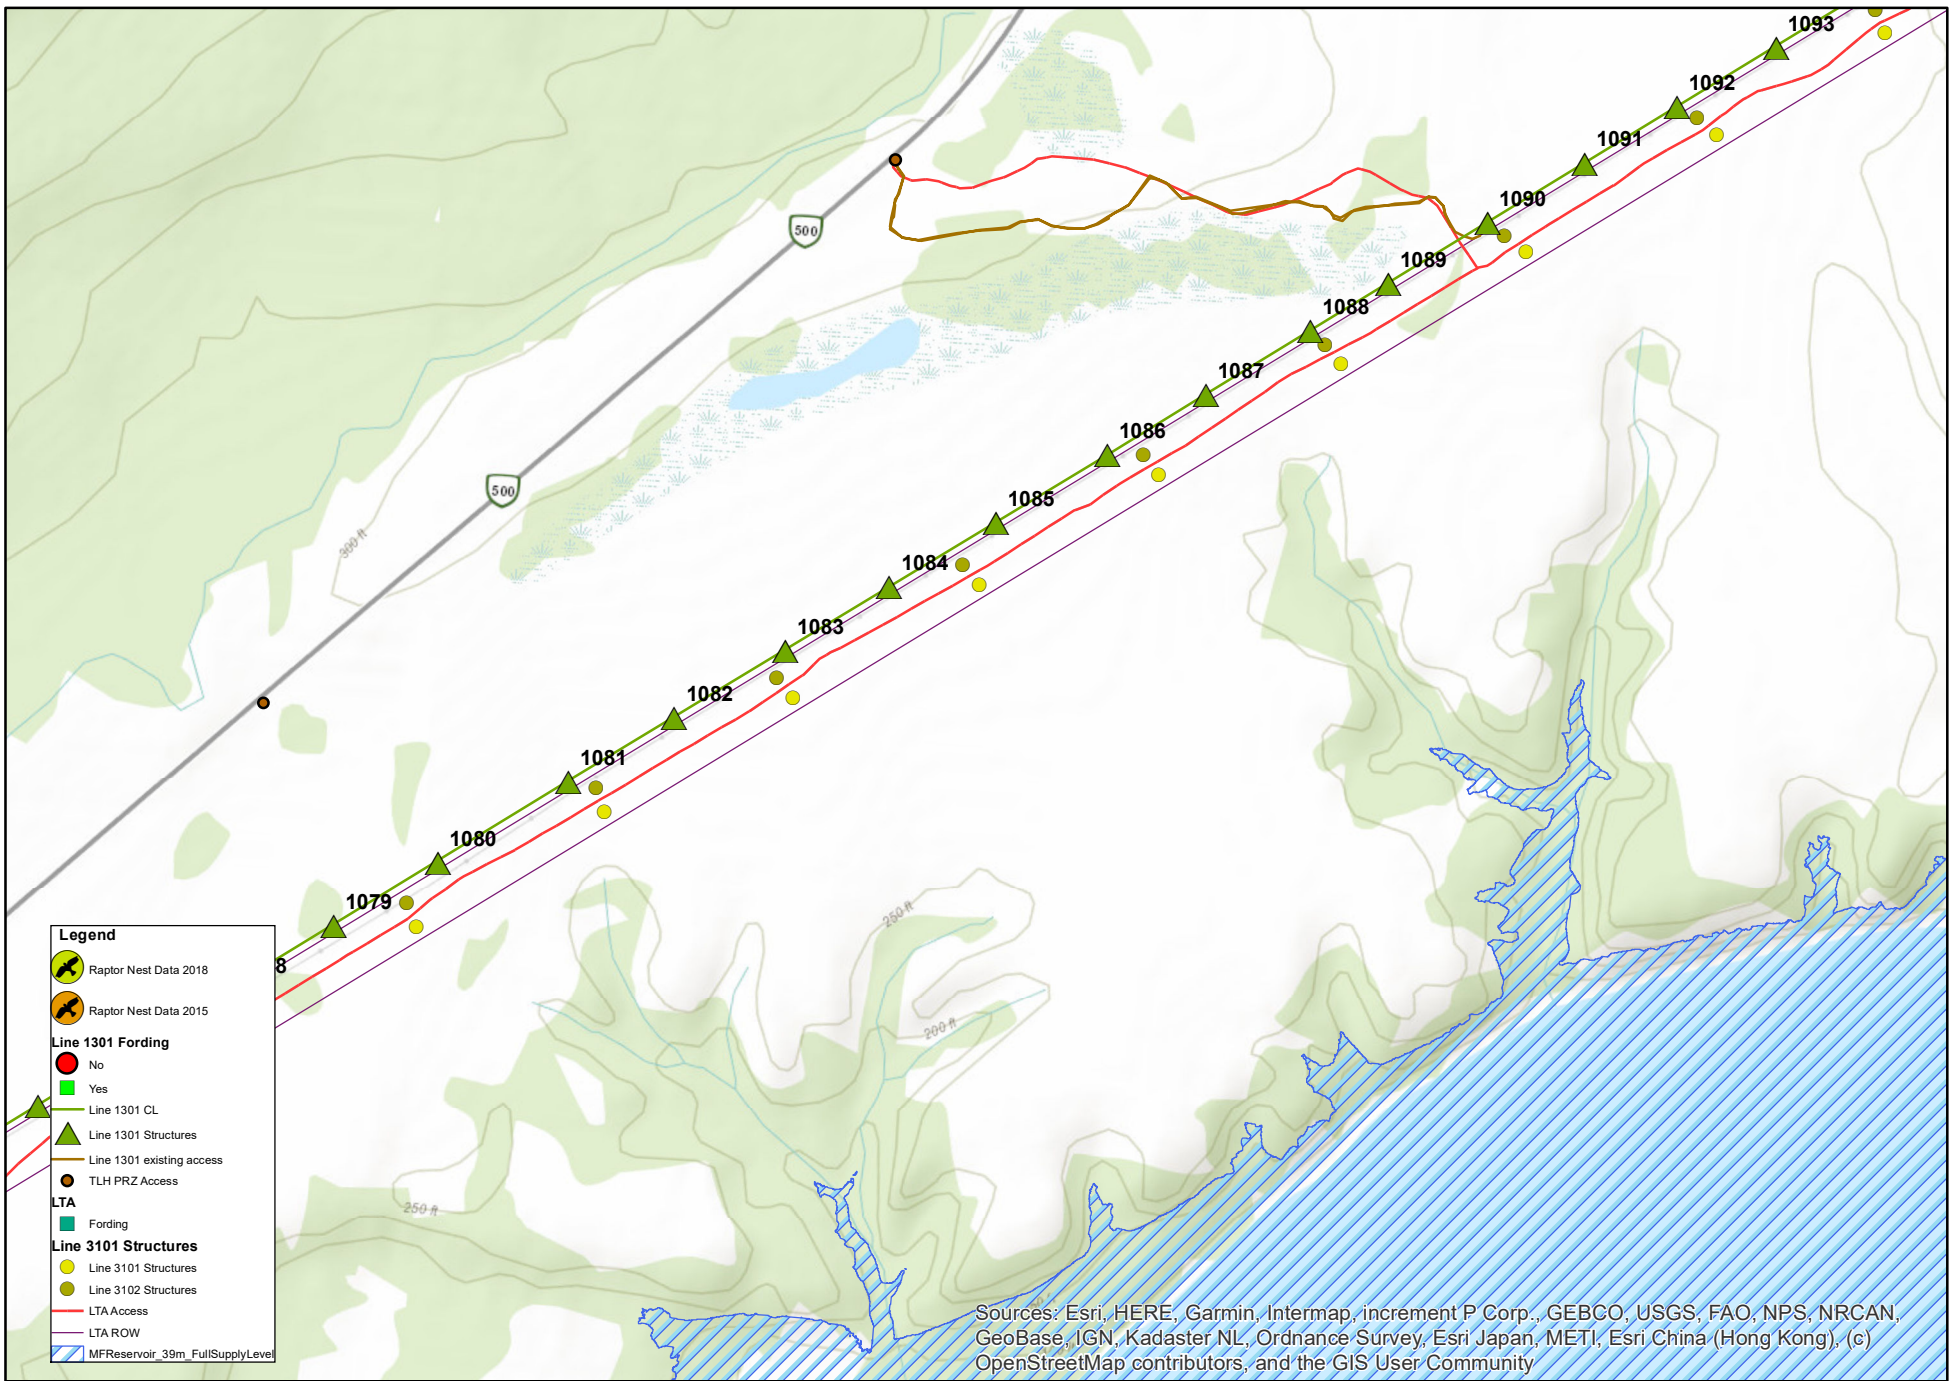 1093
1092
1091
1090
1089
1088
1087
1086
1085
1084
1083
1082
1081
1080
1079
8
500
500
300 ft
250 ft
200 ft
250 ft
Legend
Raptor Nest Data 2018
Raptor Nest Data 2015
Line 1301 Fording
No
Yes
Line 1301 CL
Line 1301 Structures
Line 1301 existing access
TLH PRZ Access
LTA
Fording
Line 3101 Structures
Line 3101 Structures
Line 3102 Structures
LTA Access
LTA ROW
MFReservoir_39m_FullSupplyLevel
Sources: Esri, HERE, Garmin, Intermap, increment P Corp., GEBCO, USGS, FAO, NPS, NRCAN,
GeoBase, IGN, Kadaster NL, Ordnance Survey, Esri Japan, METI, Esri China (Hong Kong), (c)
OpenStreetMap contributors, and the GIS User Community